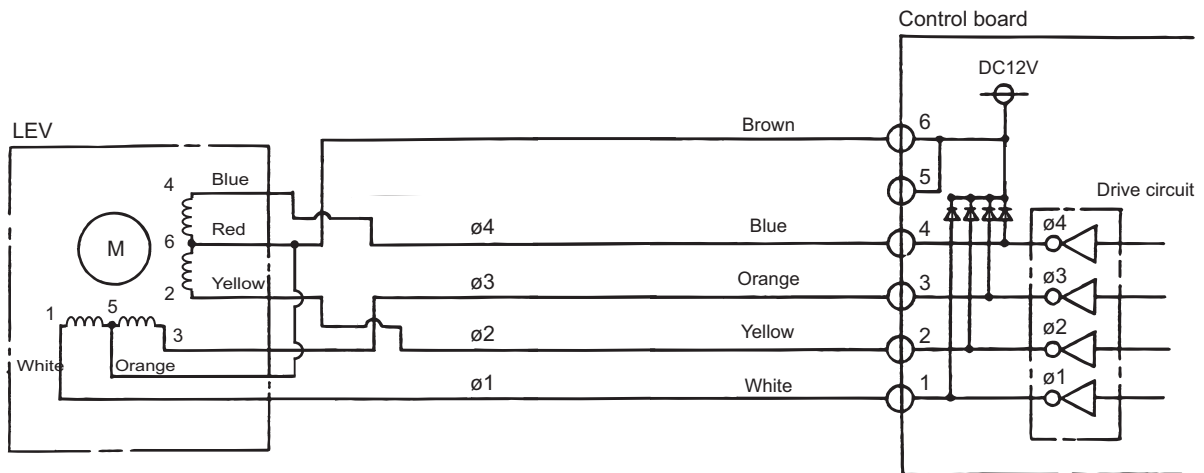 Control board
DC12V
LEV
Brown
6
5
4
Blue
Red
6
M
Yellow
2
ø4
Blue
4
ø3
Orange
3
ø2
Yellow
2
ø1
White
1
1
5
3
White
Orange
Drive circuit
ø4
ø3
ø2
ø1